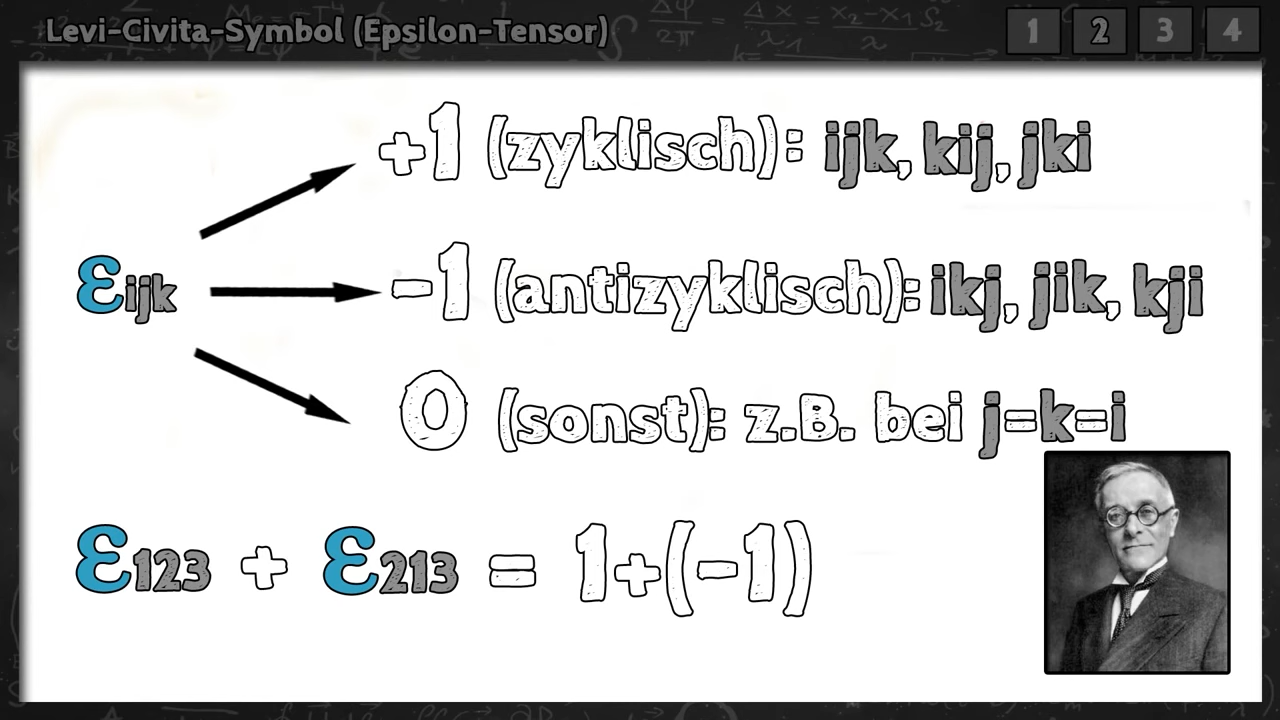 Levi-Civita-Symbol (Epsilon-Tensor)
1 2 3 4
+1 (zyklisch): ijk, kij, jki
εijk
-1 (antizyklisch): ikj, jik, kji
0 (sonst): z.B. bei j=k=i
ε123 + ε213 = 1+(-1)